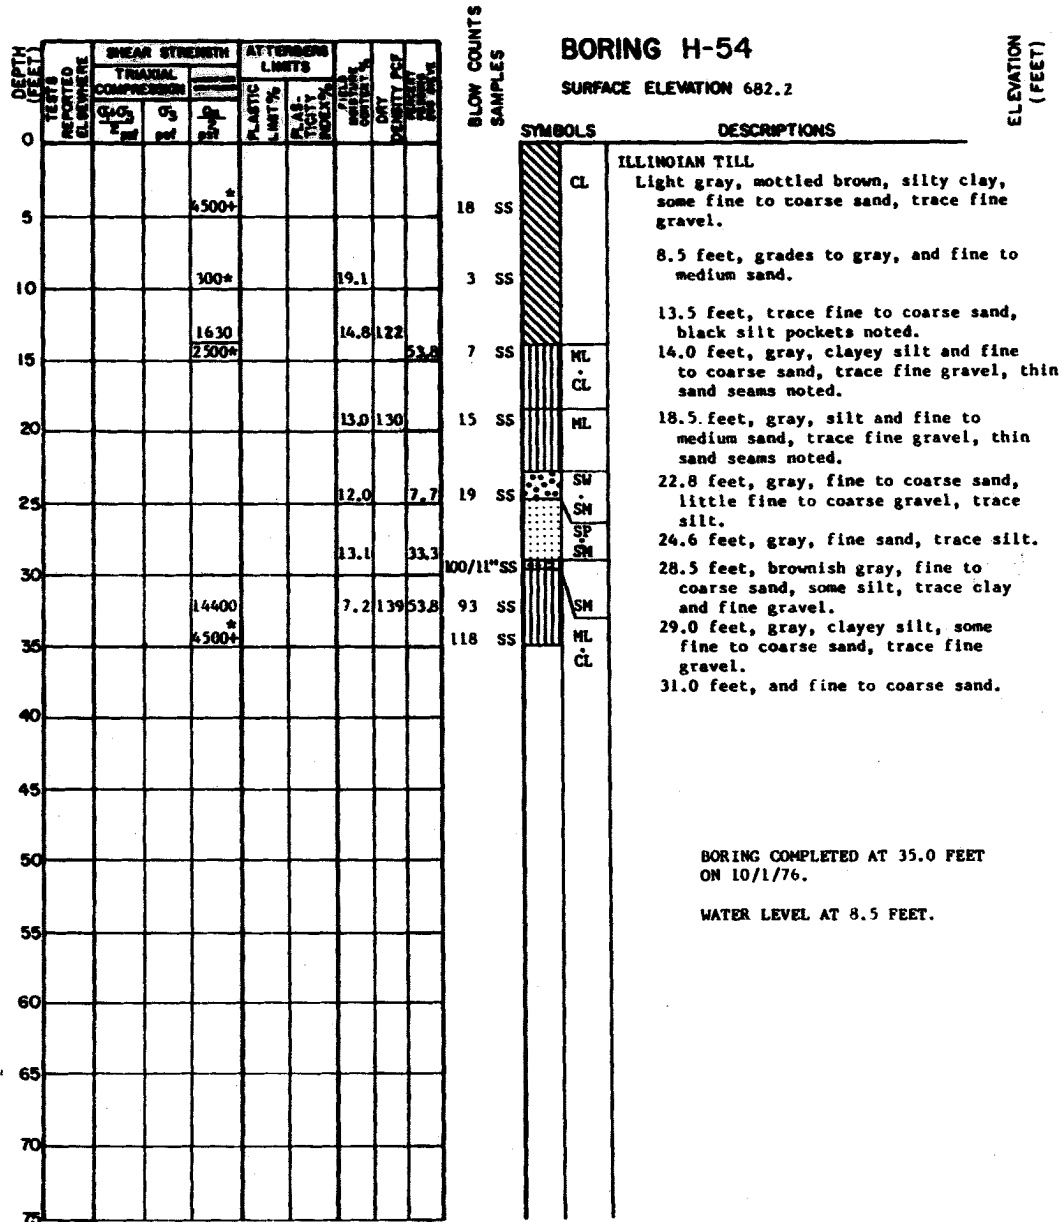 BORING H-54
SURFACE ELEVATION 682.2
DEPTH (FEET)
TESTS REPORTED ELSEWHERE
SHEAR STRENGTH
TRIAXIAL COMPRESSION
ATTERBERG LIMITS
PLASTIC LIMIT%
PLAS-TICITY INDEX%
FIELD MOISTURE CONTENT %
DRY DENSITY PCF
BLOW COUNTS
SAMPLES
SYMBOLS
DESCRIPTIONS
ELEVATION (FEET)
0
ILLINOIAN TILL
CL Light gray, mottled brown, silty clay,
some fine to coarse sand, trace fine
gravel.
*
4500+ 18 SS
5
8.5 feet, grades to gray, and fine to
medium sand.
300* 19.1 3 SS
10
13.5 feet, trace fine to coarse sand,
black silt pockets noted.
1630 14.8 122
2500* 53.8 7 SS
15
ML
·
CL
14.0 feet, gray, clayey silt and fine
to coarse sand, trace fine gravel, thin
sand seams noted.
13.0 130 15 SS
20
ML
18.5 feet, gray, silt and fine to
medium sand, trace fine gravel, thin
sand seams noted.
12.0 7.7 19 SS
25
SW
·
SM
22.8 feet, gray, fine to coarse sand,
little fine to coarse gravel, trace
silt.
SP
·
SM
24.6 feet, gray, fine sand, trace silt.
13.1 33.3 100/11" SS
30
SM
28.5 feet, brownish gray, fine to
coarse sand, some silt, trace clay
and fine gravel.
14400 7.2 139 53.8 93 SS
*
4500+ 118 SS
35
ML
·
CL
29.0 feet, gray, clayey silt, some
fine to coarse sand, trace fine
gravel.
31.0 feet, and fine to coarse sand.
40
45
50
BORING COMPLETED AT 35.0 FEET
ON 10/1/76.
WATER LEVEL AT 8.5 FEET.
55
60
65
70
75